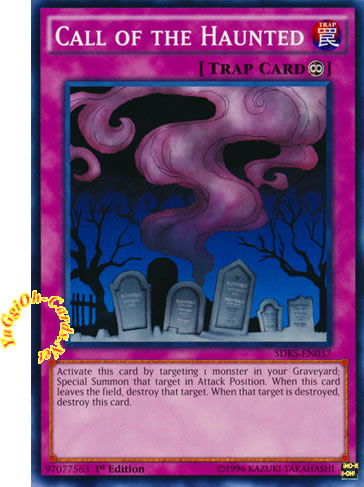 CALL OF THE HAUNTED
TRAP
罠
[TRAP CARD]
YuGiOh-Cards.Net
SDKS-EN037
Activate this card by targeting 1 monster in your Graveyard;
Special Summon that target in Attack Position. When this card
leaves the field, destroy that target. When that target is destroyed,
destroy this card.
97077563 1st Edition
©1996 KAZUKI TAKAHASHI